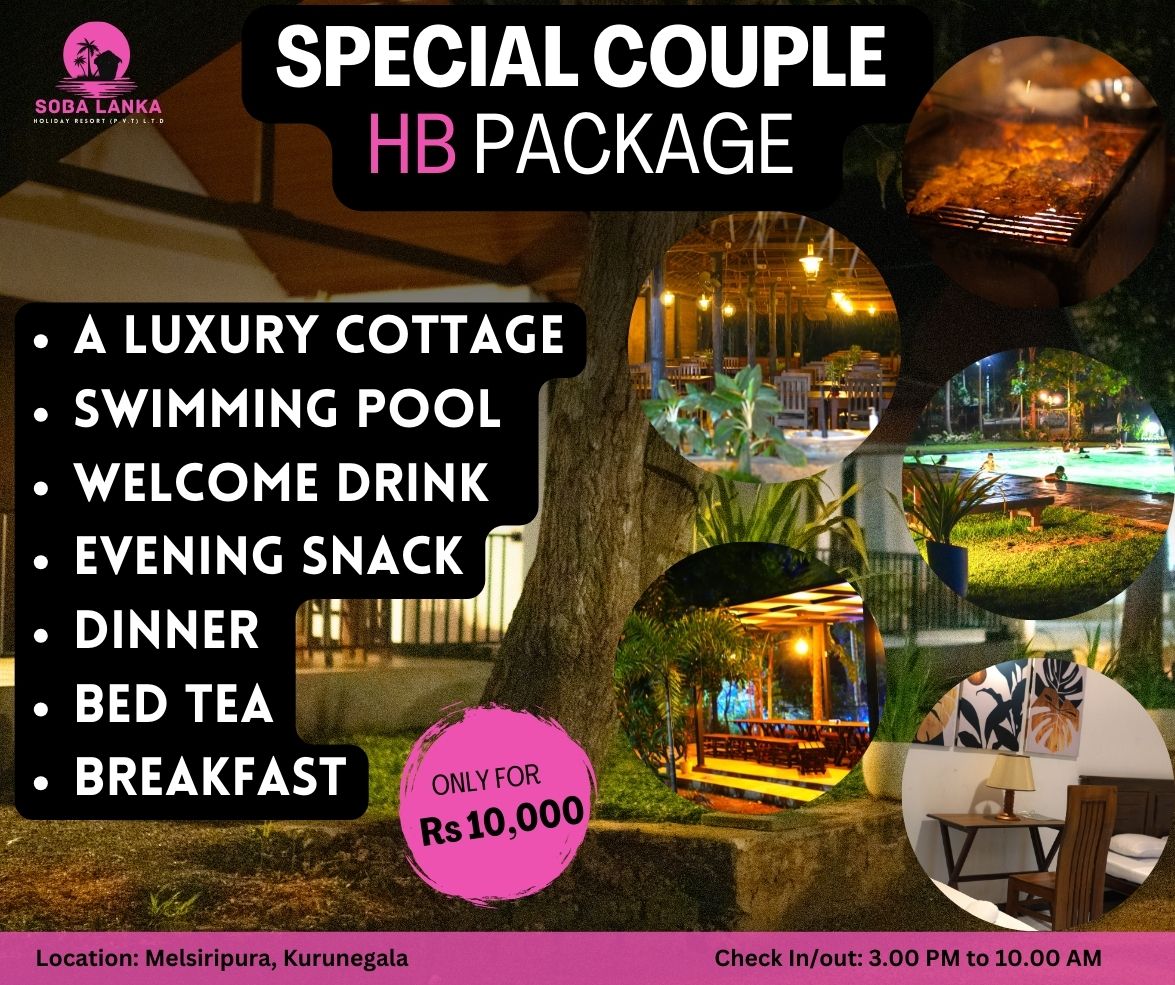 SOBA LANKA
HOLIDAY RESORT (P.V.T) L.T.D
SPECIAL COUPLE
HB PACKAGE
• A LUXURY COTTAGE
• SWIMMING POOL
• WELCOME DRINK
• EVENING SNACK
• DINNER
• BED TEA
• BREAKFAST
ONLY FOR
Rs 10,000
Location: Melsiripura, Kurunegala
Check In/out: 3.00 PM to 10.00 AM